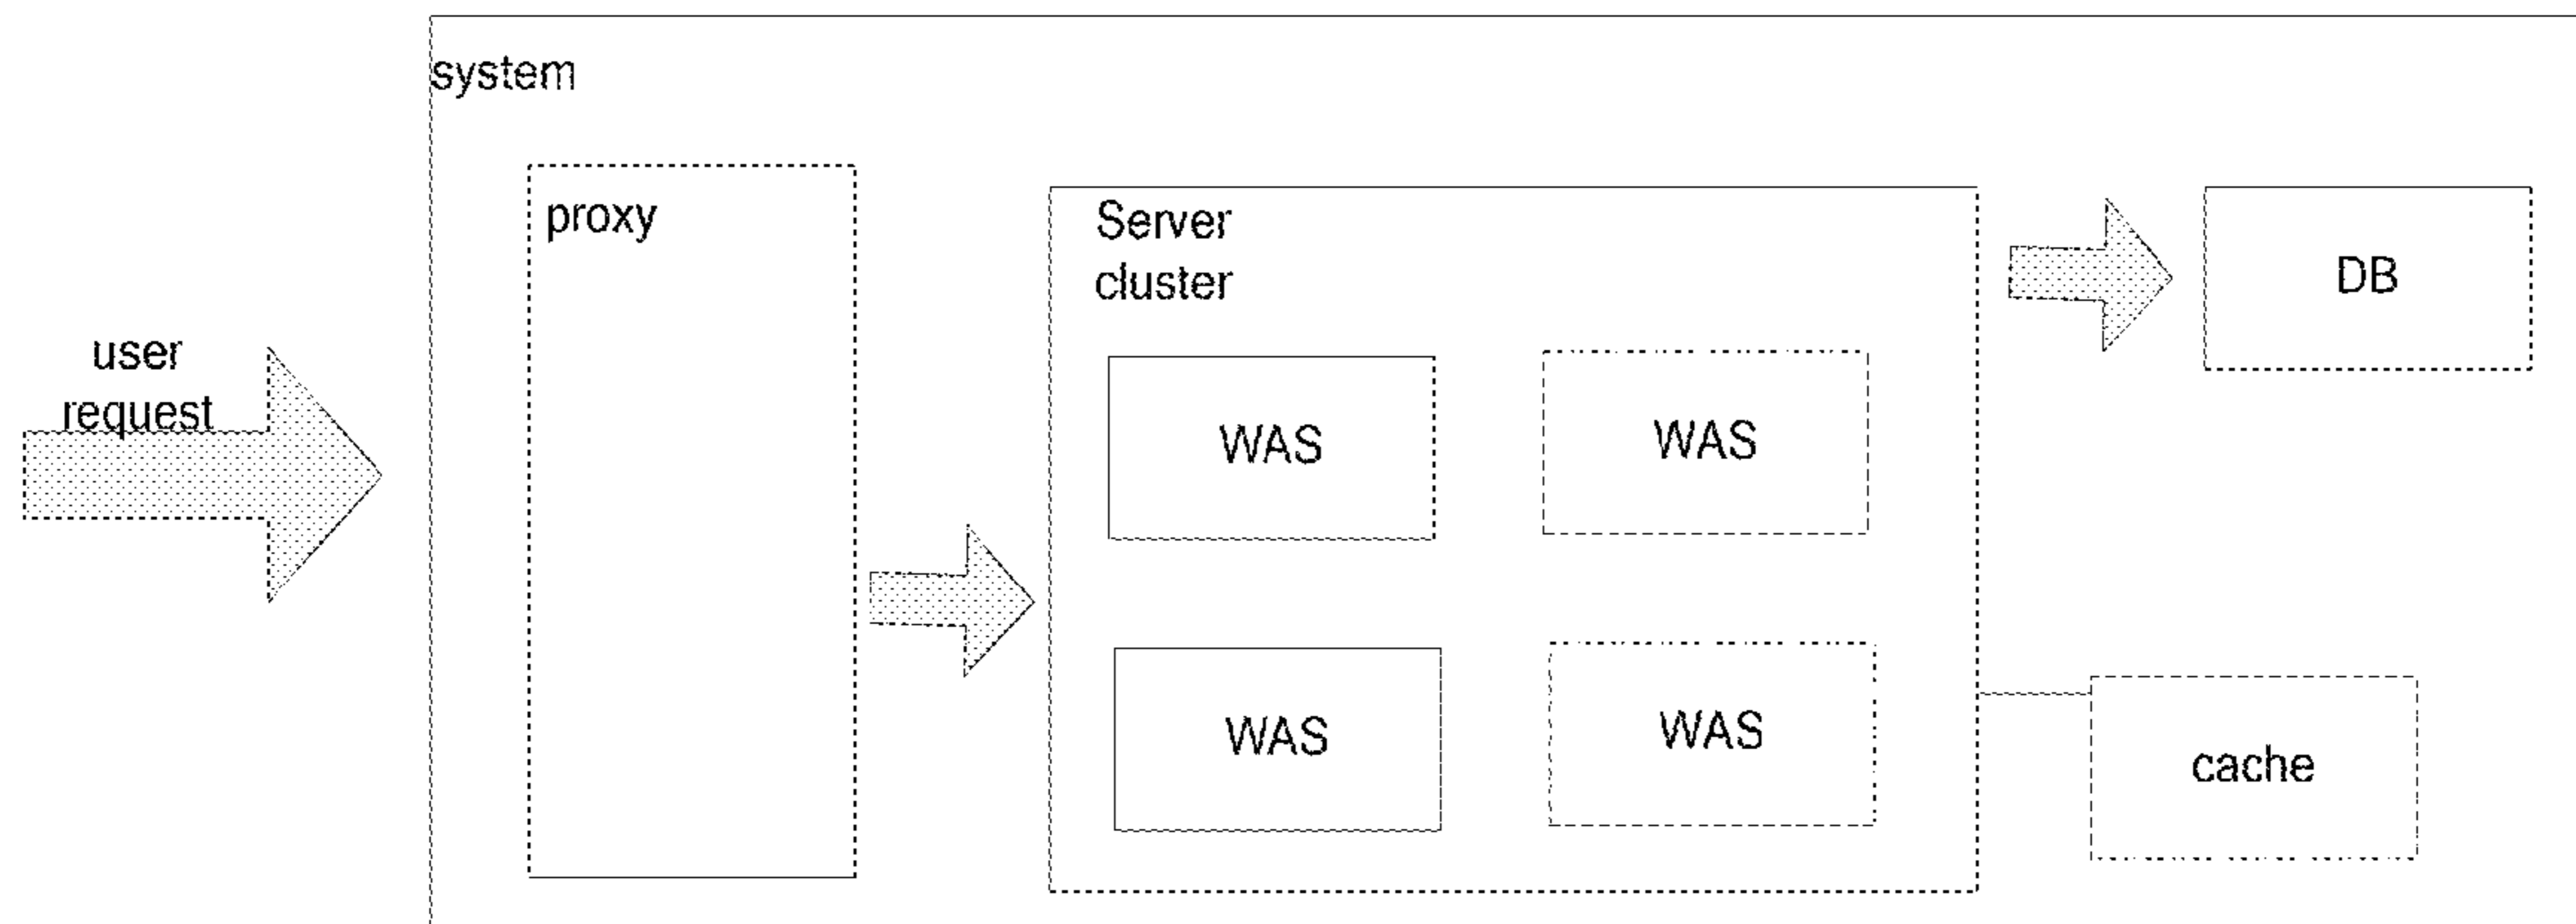 system
proxy
Server
cluster
user
request
DB
WAS
WAS
WAS
WAS
cache